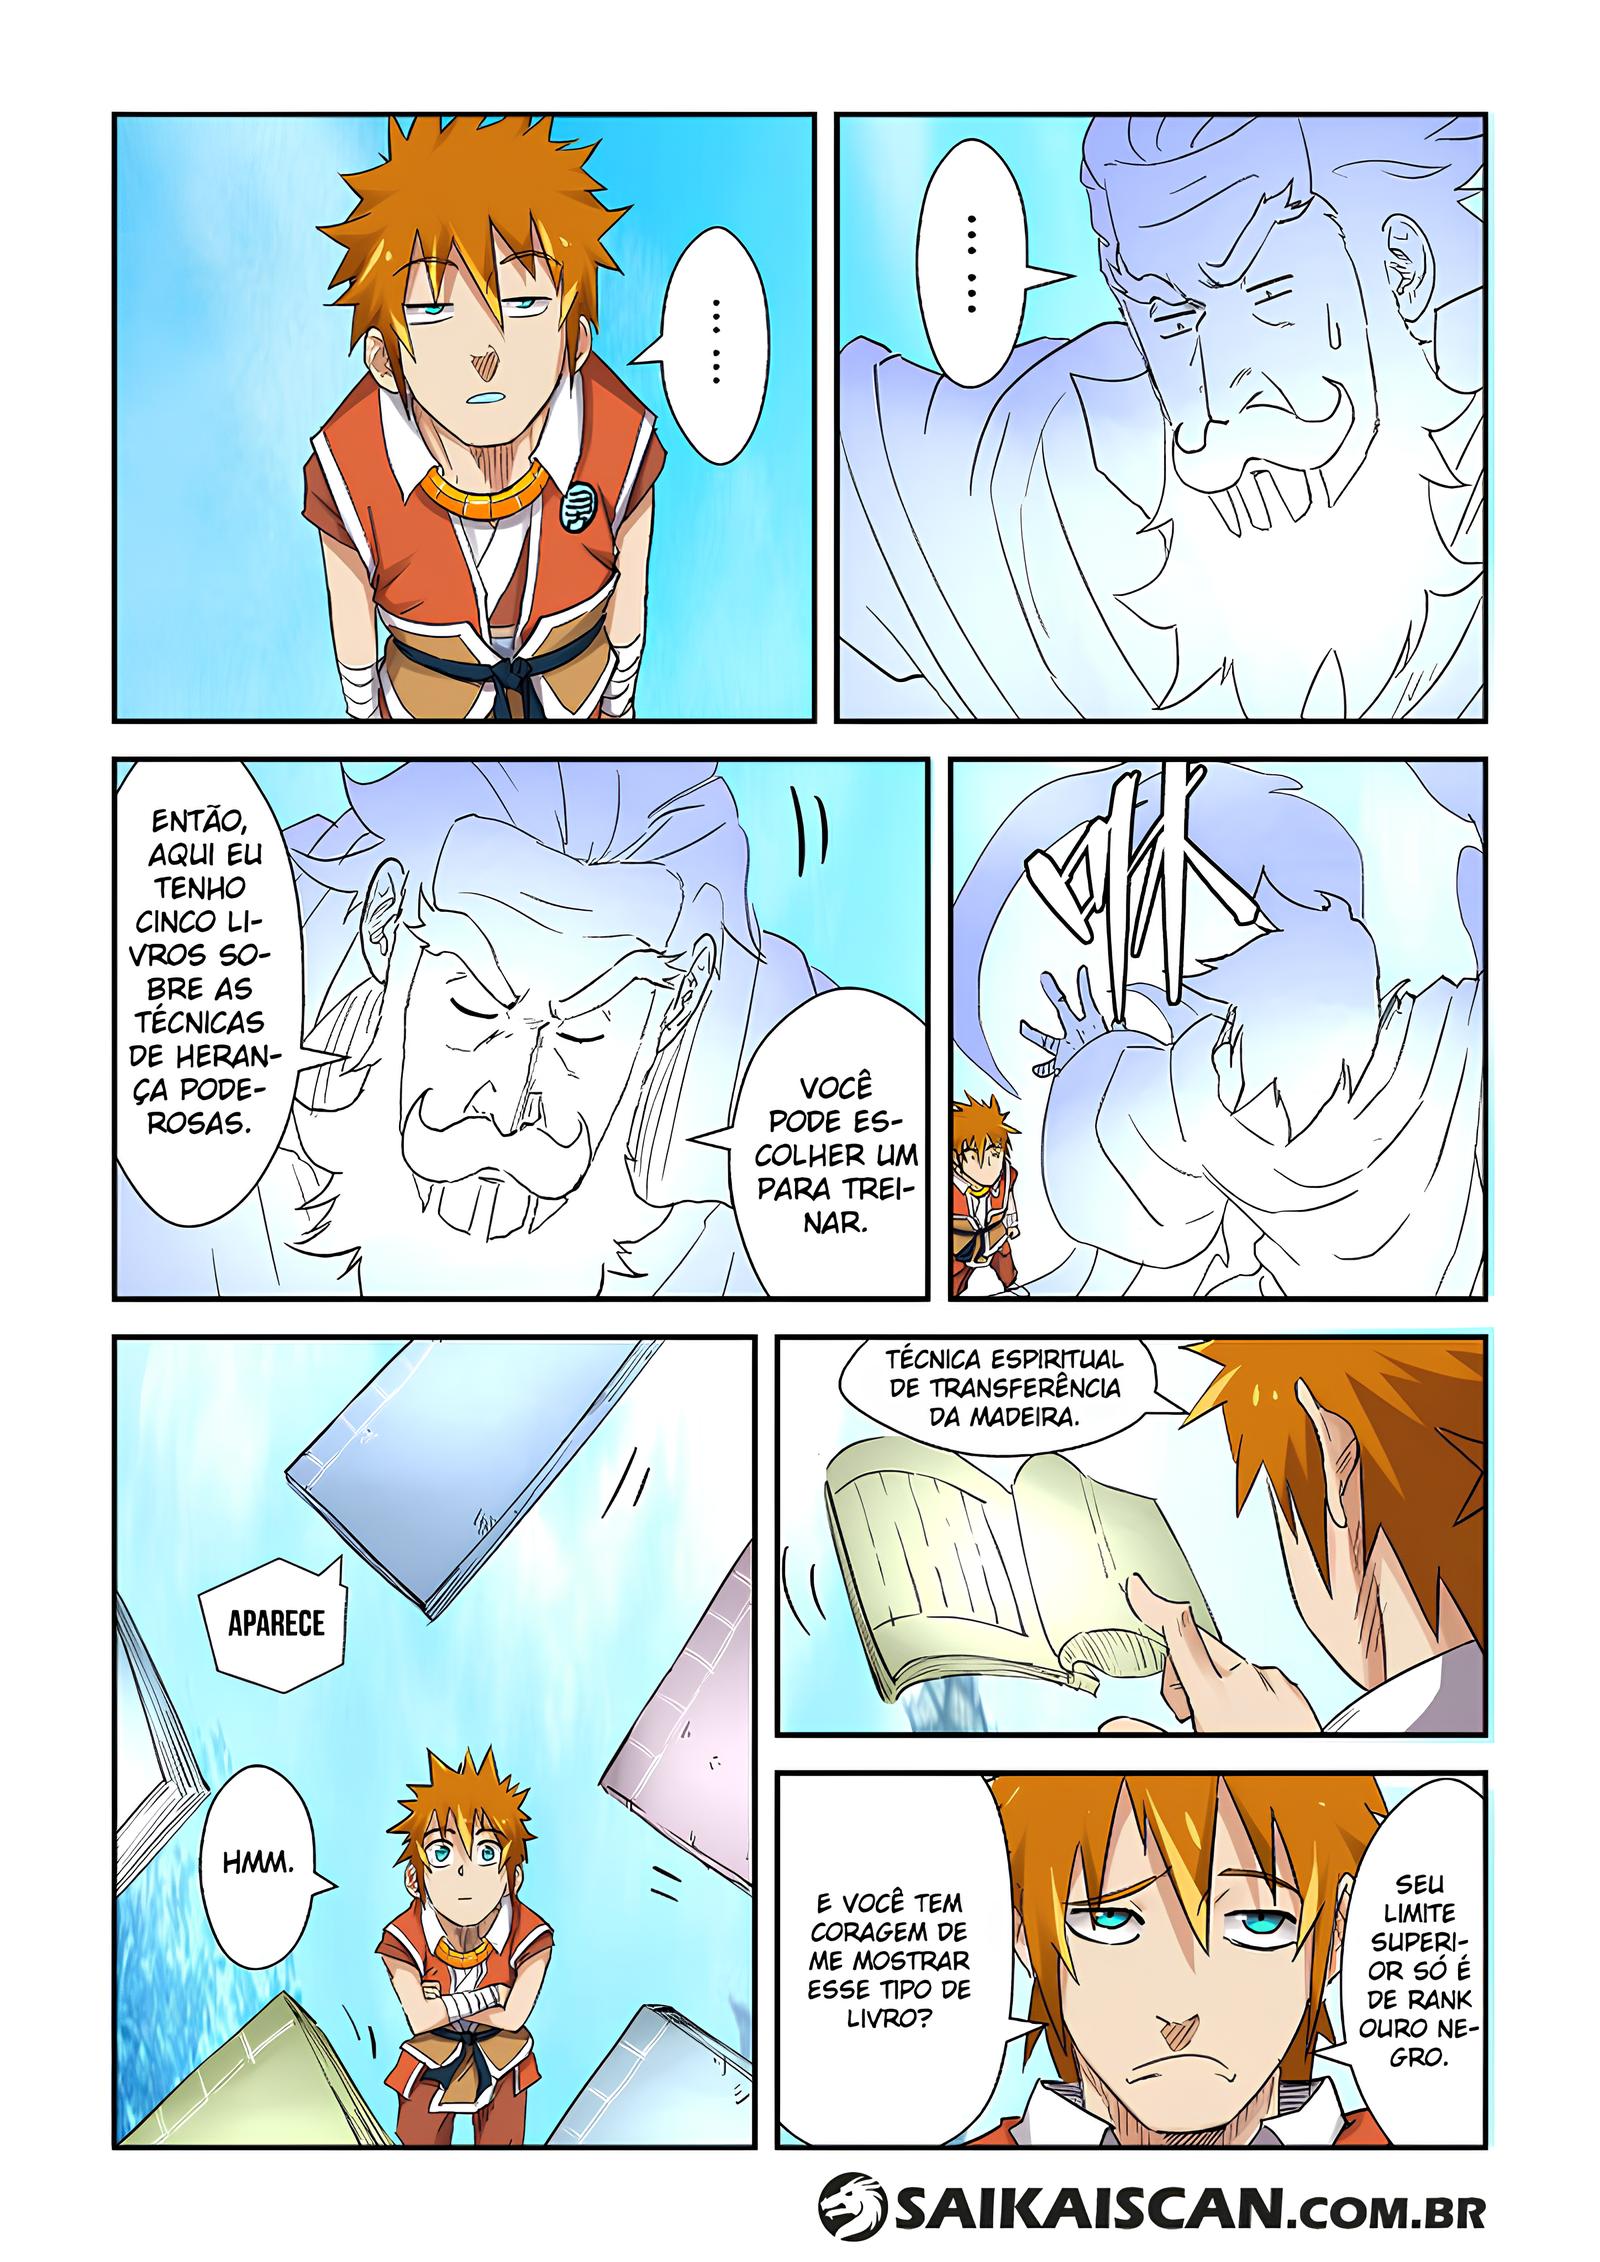 .....
......
ENTÃO,
AQUI EU
TENHO
CINCO LI-
VROS SO-
BRE AS
TÉCNICAS
DE HERAN-
ÇA PODE-
ROSAS.
VOCÊ
PODE ES-
COLHER UM
PARA TREI-
NAR.
APARECE
HMM.
TÉCNICA ESPIRITUAL
DE TRANSFERÊNCIA
DA MADEIRA.
SEU
LIMITE
SUPERI-
OR SÓ É
DE RANK
OURO NE-
GRO.
E VOCÊ TEM
CORAGEM DE
ME MOSTRAR
ESSE TIPO DE
LIVRO?
SAIKAISCAN.COM.BR